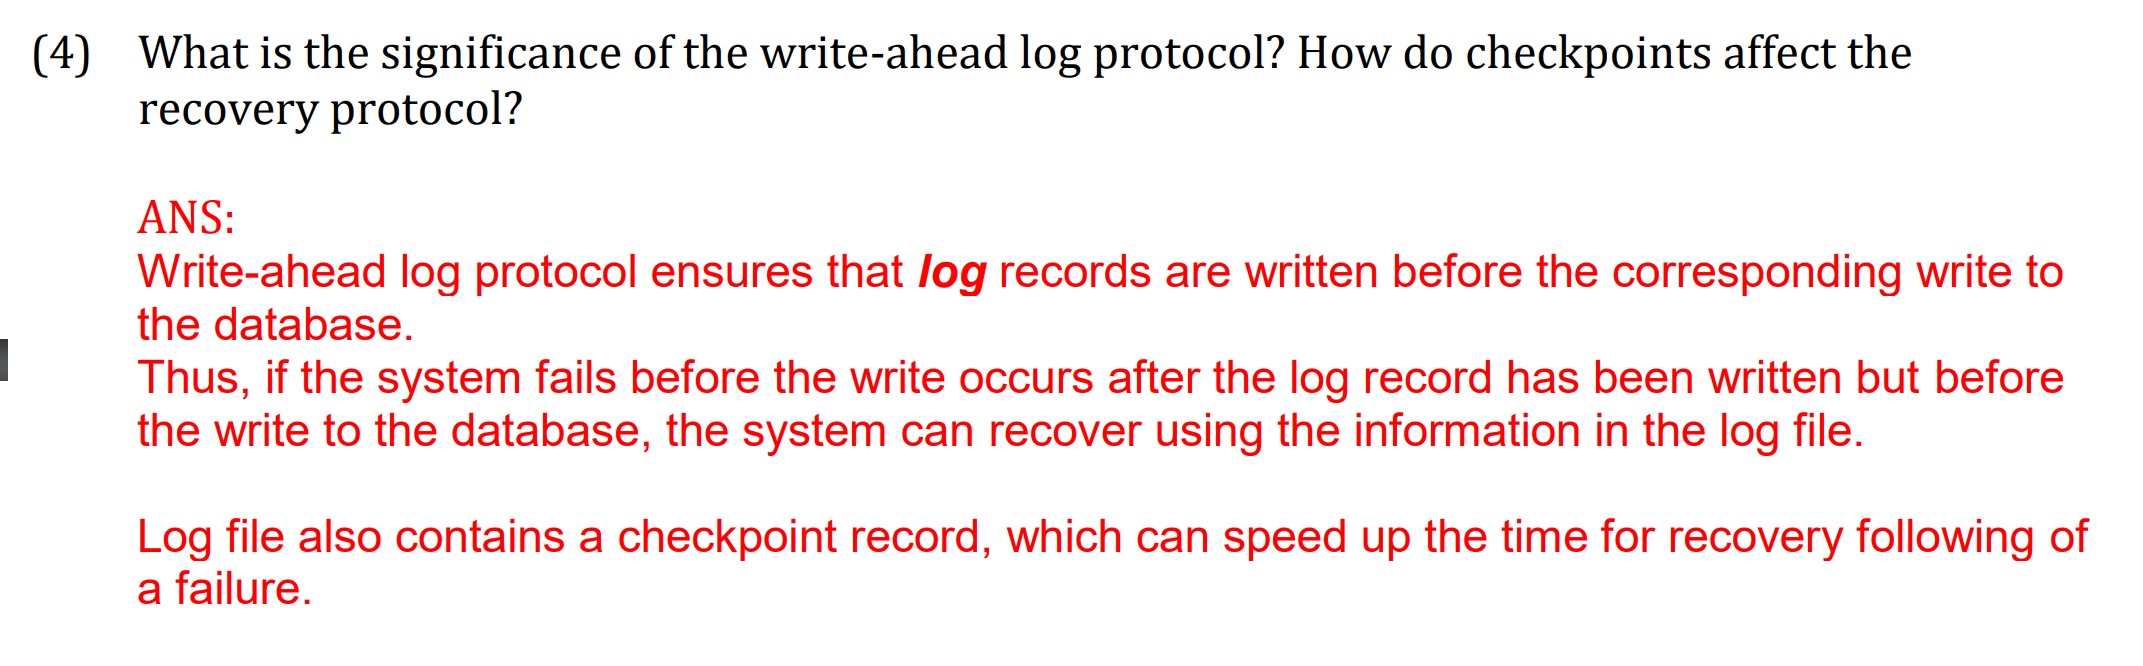 (4) What is the significance of the write-ahead log protocol? How do checkpoints affect the
recovery protocol?
ANS:
Write-ahead log protocol ensures that log records are written before the corresponding write to
the database.
Thus, if the system fails before the write occurs after the log record has been written but before
the write to the database, the system can recover using the information in the log file.
Log file also contains a checkpoint record, which can speed up the time for recovery following of
a failure.